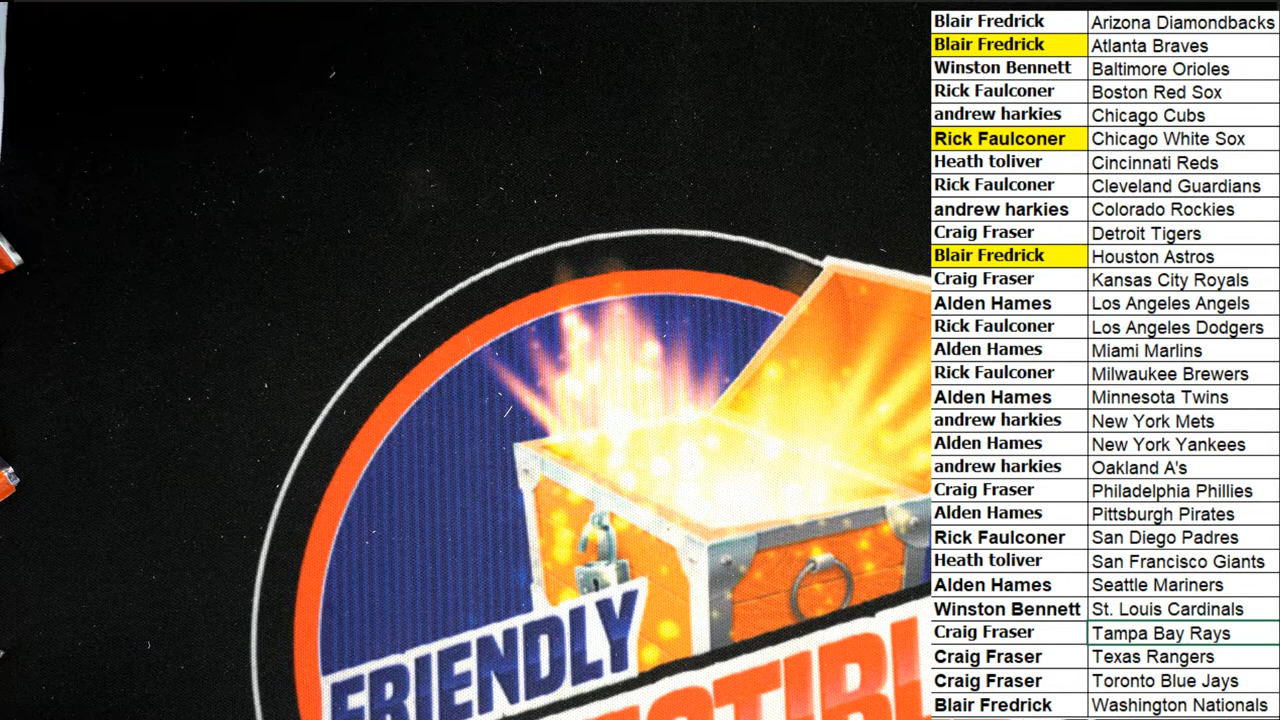 Blair Fredrick Arizona Diamondbacks
Blair Fredrick Atlanta Braves
Winston Bennett Baltimore Orioles
Rick Faulconer Boston Red Sox
andrew harkies Chicago Cubs
Rick Faulconer Chicago White Sox
Heath toliver Cincinnati Reds
Rick Faulconer Cleveland Guardians
andrew harkies Colorado Rockies
Craig Fraser Detroit Tigers
Blair Fredrick Houston Astros
Craig Fraser Kansas City Royals
Alden Hames Los Angeles Angels
Rick Faulconer Los Angeles Dodgers
Alden Hames Miami Marlins
Rick Faulconer Milwaukee Brewers
Alden Hames Minnesota Twins
andrew harkies New York Mets
Alden Hames New York Yankees
andrew harkies Oakland A's
Craig Fraser Philadelphia Phillies
Alden Hames Pittsburgh Pirates
Rick Faulconer San Diego Padres
Heath toliver San Francisco Giants
Alden Hames Seattle Mariners
Winston Bennett St. Louis Cardinals
Craig Fraser Tampa Bay Rays
Craig Fraser Texas Rangers
Craig Fraser Toronto Blue Jays
Blair Fredrick Washington Nationals
FRIENDLY